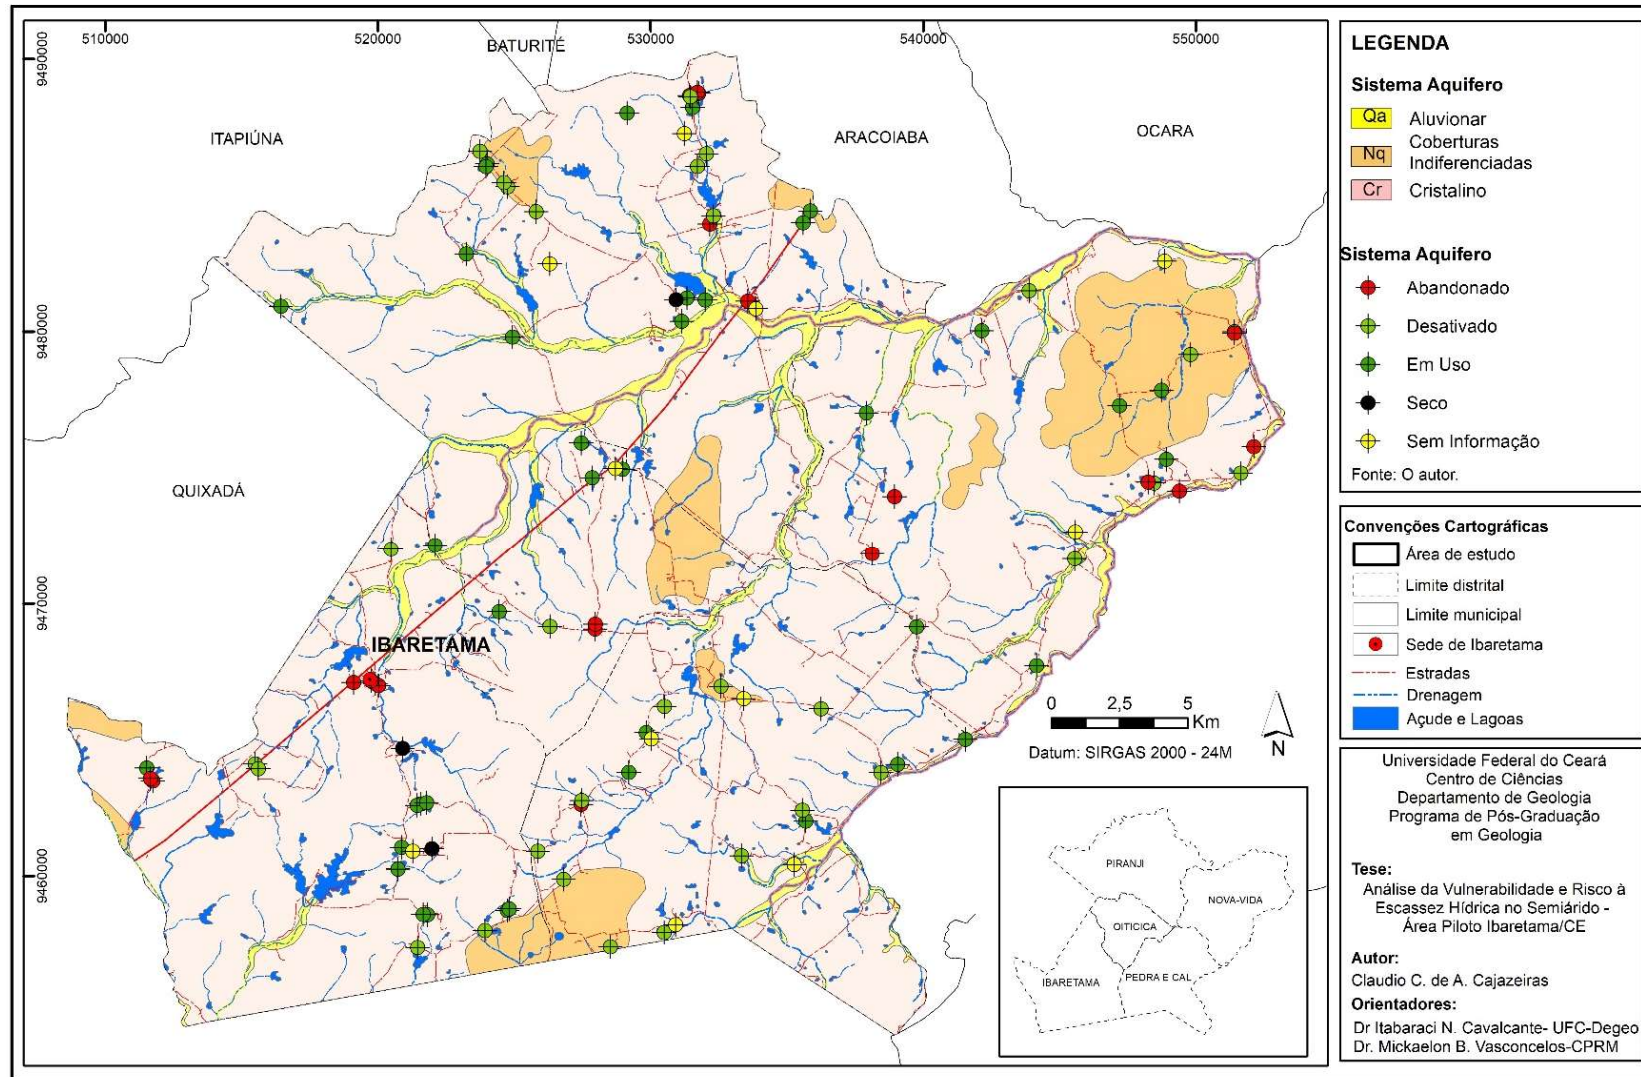 510000
520000
530000
540000
550000
9490000
9480000
9470000
9460000
BATURITÉ
ITAPIÚNA
ARACOIABA
OCARA
QUIXADÁ
IBARETAMA
0 2,5 5
Km
Datum: SIRGAS 2000 - 24M
N
PIRANJI
NOVA-VIDA
OITICICA
IBARETAMA
PEDRA E CAL
LEGENDA
Sistema Aquifero
Qa Aluvionar
Nq Coberturas
Indiferenciadas
Cr Cristalino
Sistema Aquifero
Abandonado
Desativado
Em Uso
Seco
Sem Informação
Fonte: O autor.
Convenções Cartográficas
Área de estudo
Limite distrital
Limite municipal
Sede de Ibaretama
Estradas
Drenagem
Açude e Lagoas
Universidade Federal do Ceará
Centro de Ciências
Departamento de Geologia
Programa de Pós-Graduação
em Geologia
Tese:
Análise da Vulnerabilidade e Risco à
Escassez Hídrica no Semiárido -
Área Piloto Ibaretama/CE
Autor:
Claudio C. de A. Cajazeiras
Orientadores:
Dr Itabaraci N. Cavalcante- UFC-Degeo
Dr. Mickaelon B. Vasconcelos-CPRM